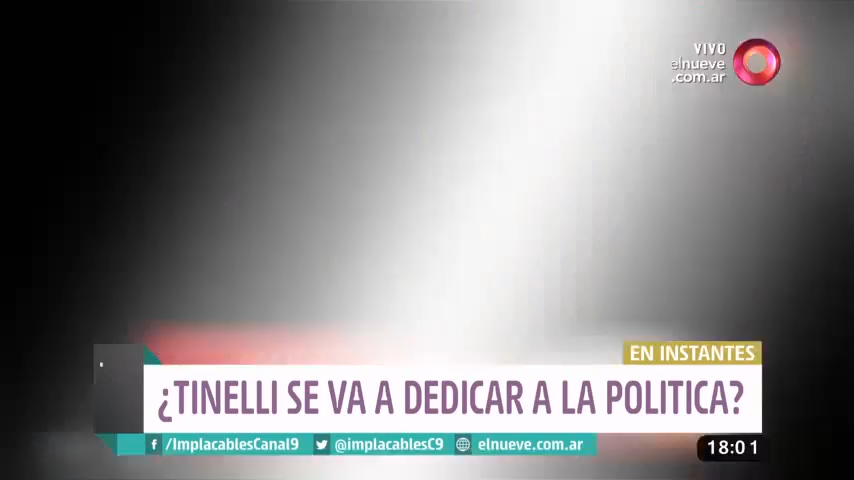 VIVO
elnueve
.com.ar
EN INSTANTES
¿TINELLI SE VA A DEDICAR A LA POLITICA?
/ImplacablesCanal9 @implacablesC9 elnueve.com.ar
18:01